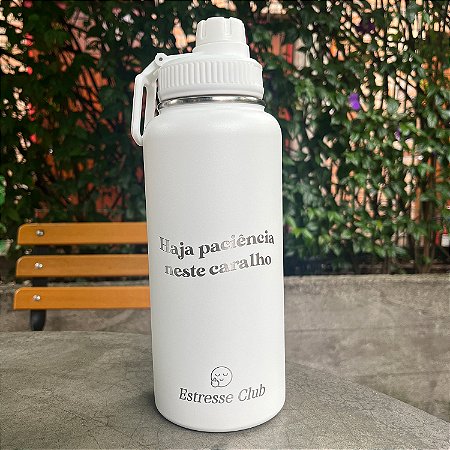 Haja paciência
neste caralho
Estresse Club